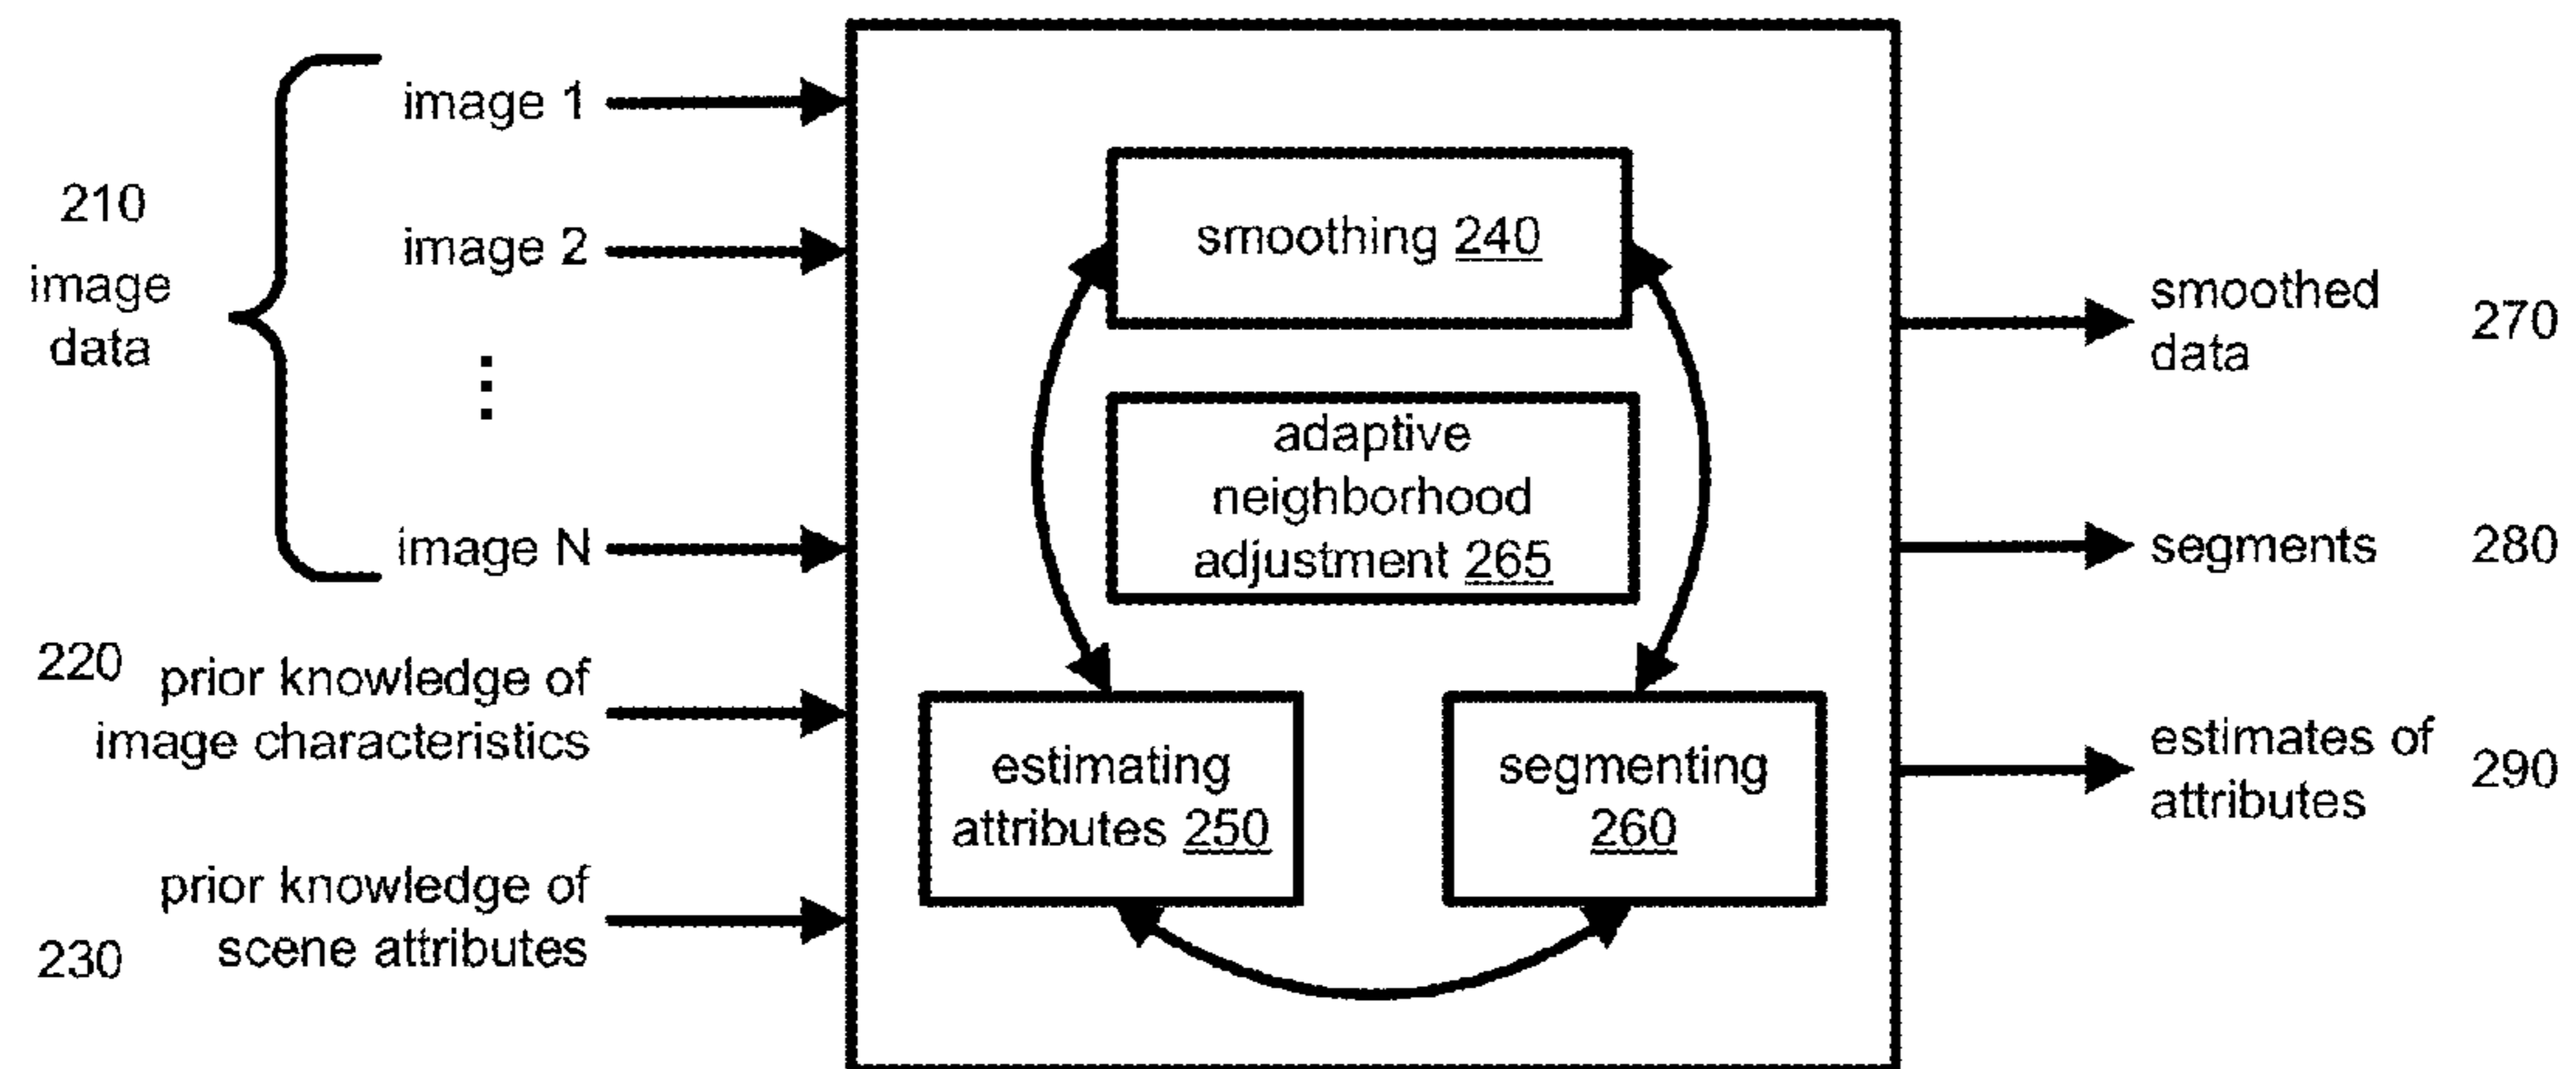 210
image
data
image 1
image 2
⋮
image N
220
prior knowledge of
image characteristics
prior knowledge of
scene attributes
230
smoothing 240
adaptive
neighborhood
adjustment 265
estimating
attributes 250
segmenting
260
smoothed
data
270
segments
280
estimates of
attributes
290